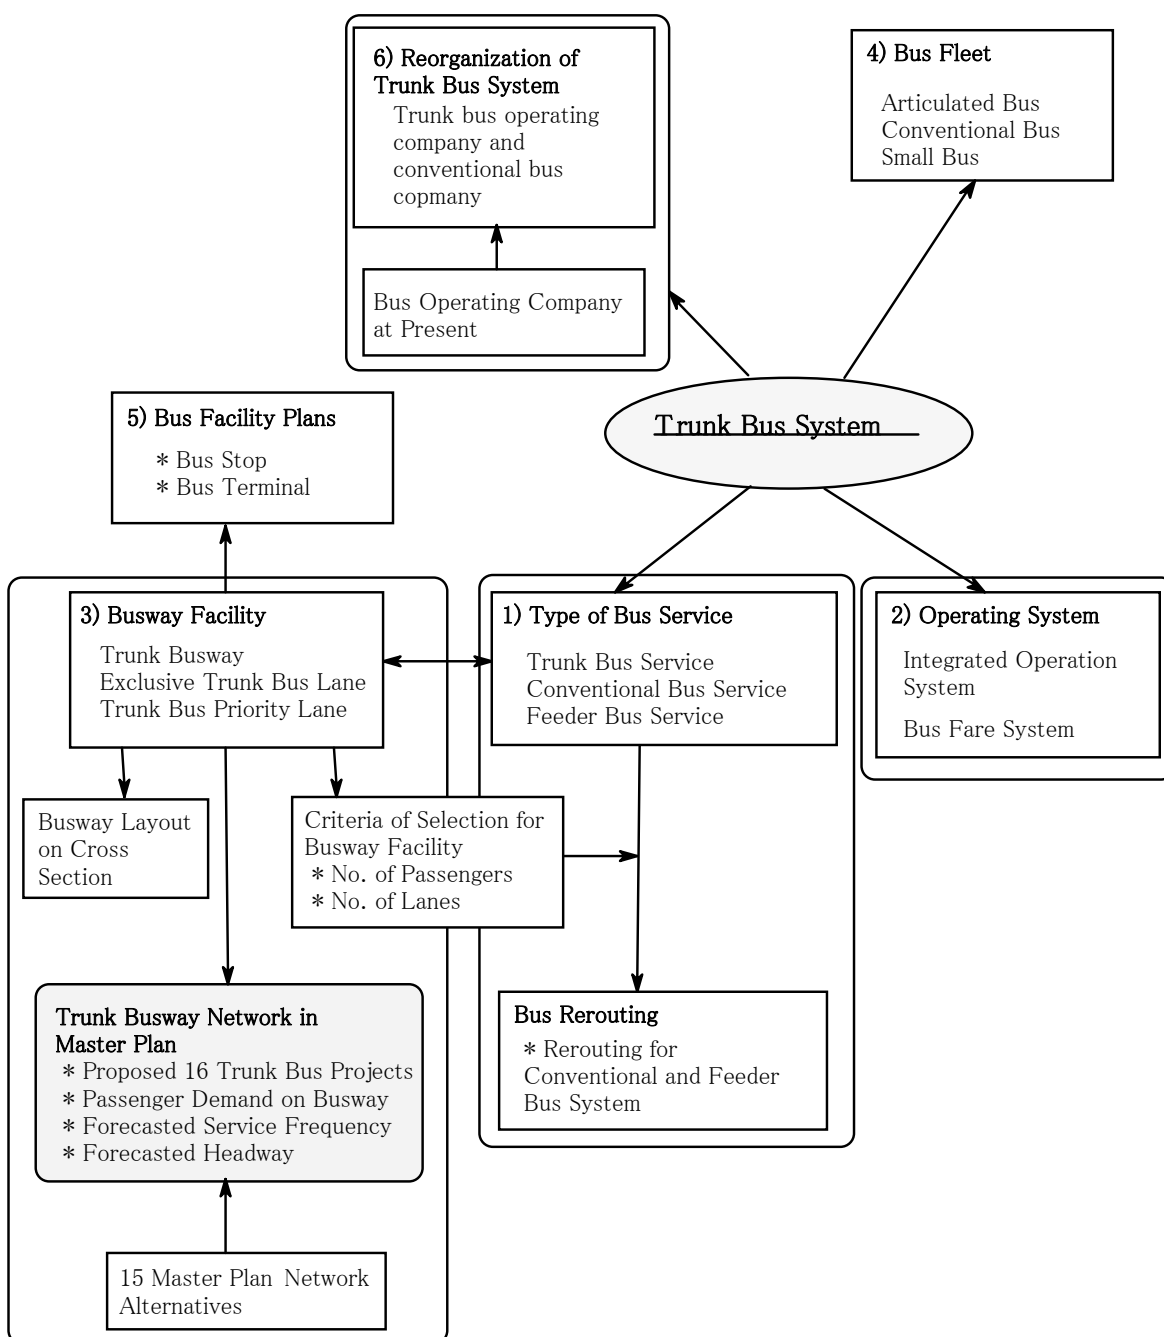 6) Reorganization of
Trunk Bus System
Trunk bus operating
company and
conventional bus
copmany
Bus Operating Company
at Present
4) Bus Fleet
Articulated Bus
Conventional Bus
Small Bus
Trunk Bus System
5) Bus Facility Plans
* Bus Stop
* Bus Terminal
3) Busway Facility
Trunk Busway
Exclusive Trunk Bus Lane
Trunk Bus Priority Lane
1) Type of Bus Service
Trunk Bus Service
Conventional Bus Service
Feeder Bus Service
2) Operating System
Integrated Operation
System
Bus Fare System
Busway Layout
on Cross
Section
Criteria of Selection for
Busway Facility
* No. of Passengers
* No. of Lanes
Trunk Busway Network in
Master Plan
* Proposed 16 Trunk Bus Projects
* Passenger Demand on Busway
* Forecasted Service Frequency
* Forecasted Headway
Bus Rerouting
* Rerouting for
Conventional and Feeder
Bus System
15 Master Plan Network
Alternatives